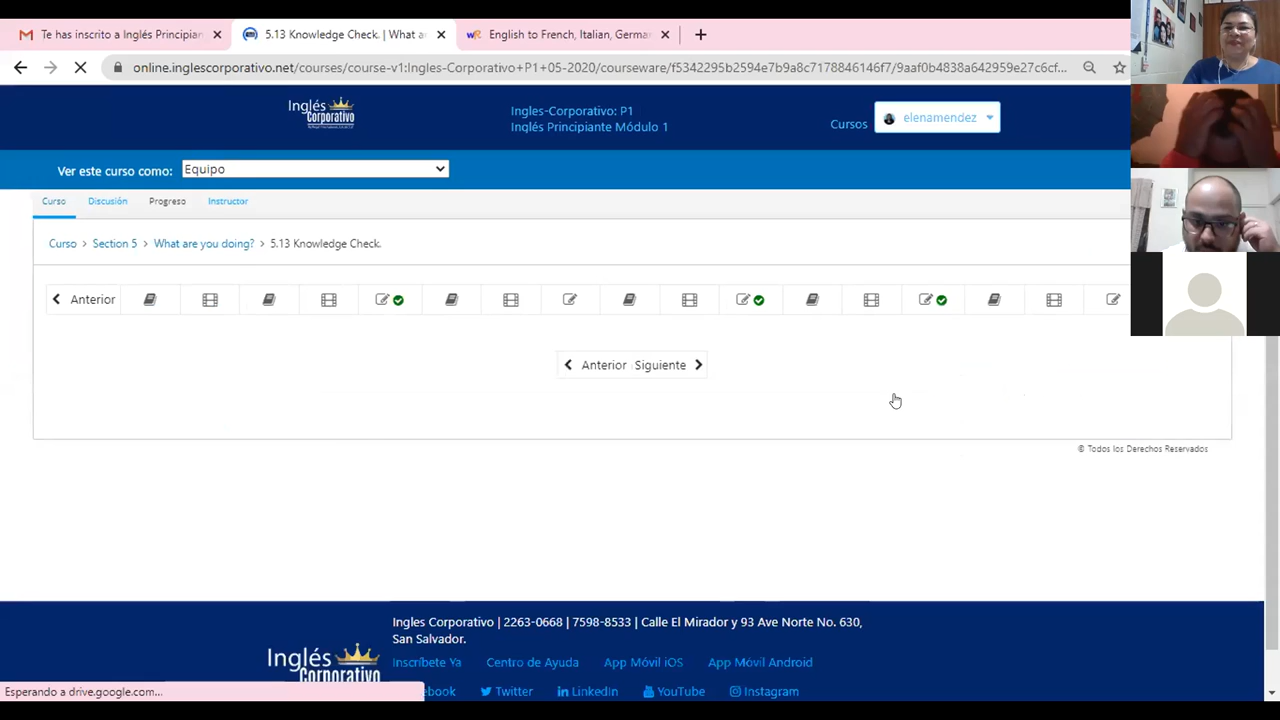 Te has inscrito a Inglés Principian
5.13 Knowledge Check. | What ar
English to French, Italian, Germa
online.inglescorporativo.net/courses/course-v1:Ingles-Corporativo+P1+05-2020/courseware/f5342295b2594e7b9a8c7178846146f7/9aaf0b4838a642959e27c6cf...
Inglés
Corporativo
Ingles-Corporativo: P1
Inglés Principiante Módulo 1
Cursos
elenamendez
Ver este curso como:
Equipo
Curso
Discusión
Progreso
Instructor
Curso > Section 5 > What are you doing? > 5.13 Knowledge Check.
Anterior
Anterior Siguiente
© Todos los Derechos Reservados
Ingles Corporativo | 2263-0668 | 7598-8533 | Calle El Mirador y 93 Ave Norte No. 630,
San Salvador.
Inglés
Corporativo
Inscríbete Ya
Centro de Ayuda
App Móvil iOS
App Móvil Android
Esperando a drive.google.com...
ebook
Twitter
LinkedIn
YouTube
Instagram